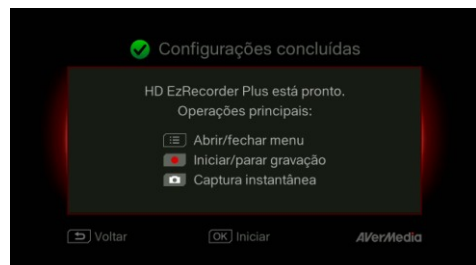 Configurações concluídas
HD EzRecorder Plus está pronto.
Operações principais:
Abrir/fechar menu
Iniciar/parar gravação
Captura instantânea
Voltar
OK Iniciar
AVerMedia